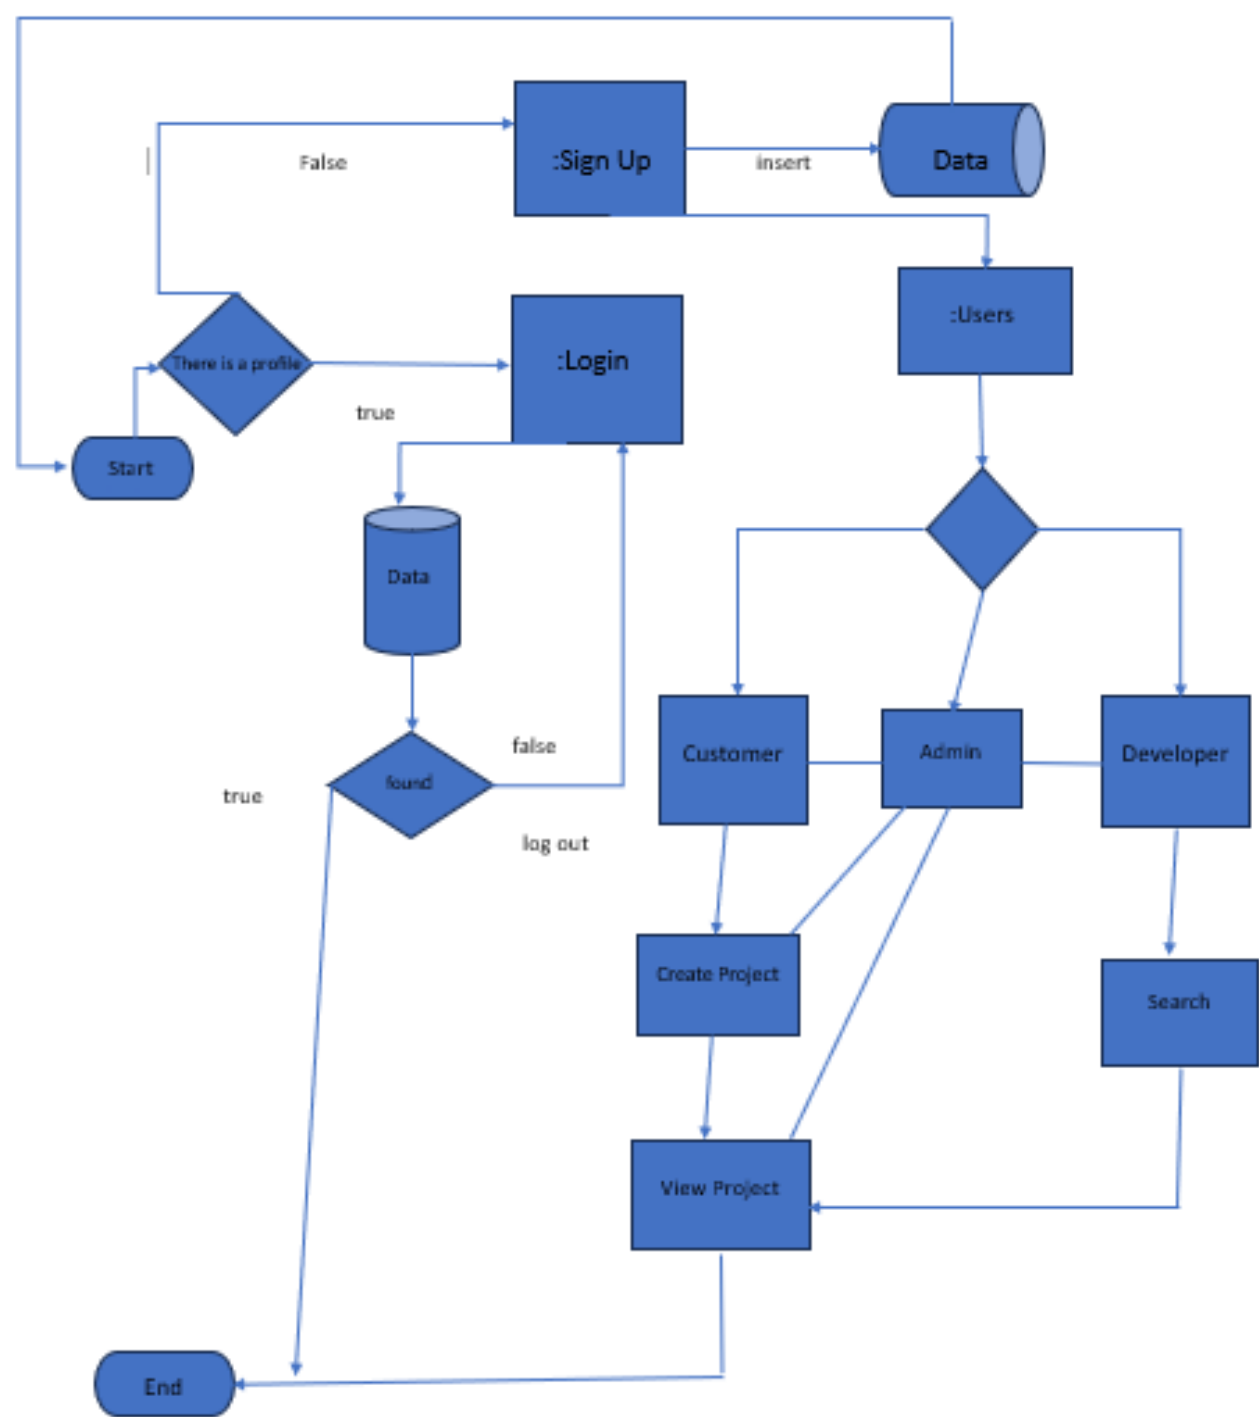 :Sign Up
False
insert
Data
:Users
There is a profile
:Login
true
Start
Data
Customer
Admin
Developer
false
found
true
log out
Create Project
Search
View Project
End